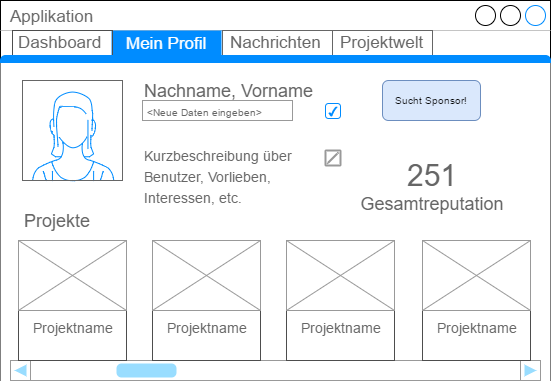 Applikation
Dashboard Mein Profil Nachrichten Projektwelt
Nachname, Vorname
<Neue Daten eingeben>
Sucht Sponsor!
Kurzbeschreibung über
Benutzer, Vorlieben,
Interessen, etc.
251
Gesamtreputation
Projekte
Projektname Projektname Projektname Projektname